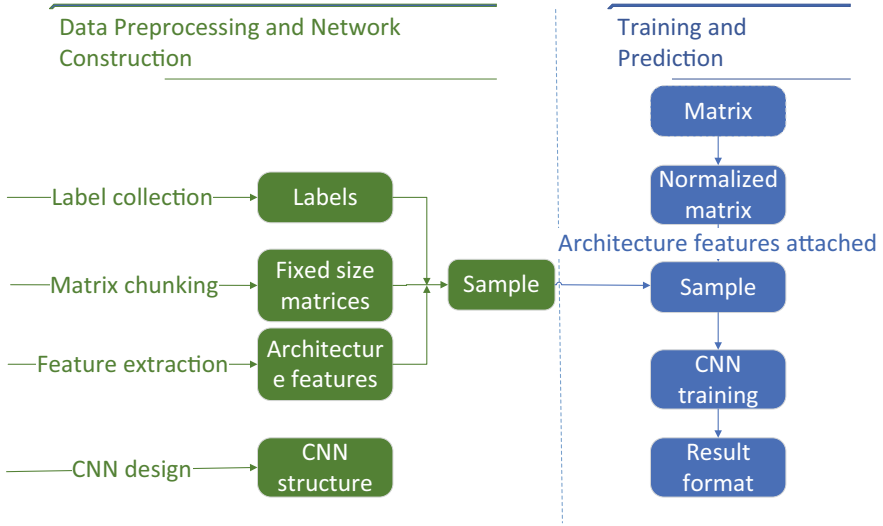 Data Preprocessing and Network
Construction
Training and
Prediction
Label collection
Labels
Matrix chunking
Fixed size
matrices
Feature extraction
Architectur
e features
CNN design
CNN
structure
Sample
Matrix
Normalized
matrix
Architecture features attached
Sample
CNN
training
Result
format